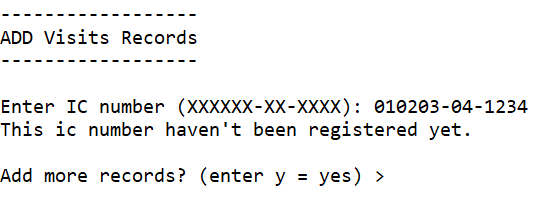 ------------------
ADD Visits Records
------------------
Enter IC number (XXXXXX-XX-XXXX): 010203-04-1234
This ic number haven't been registered yet.
Add more records? (enter y = yes) >